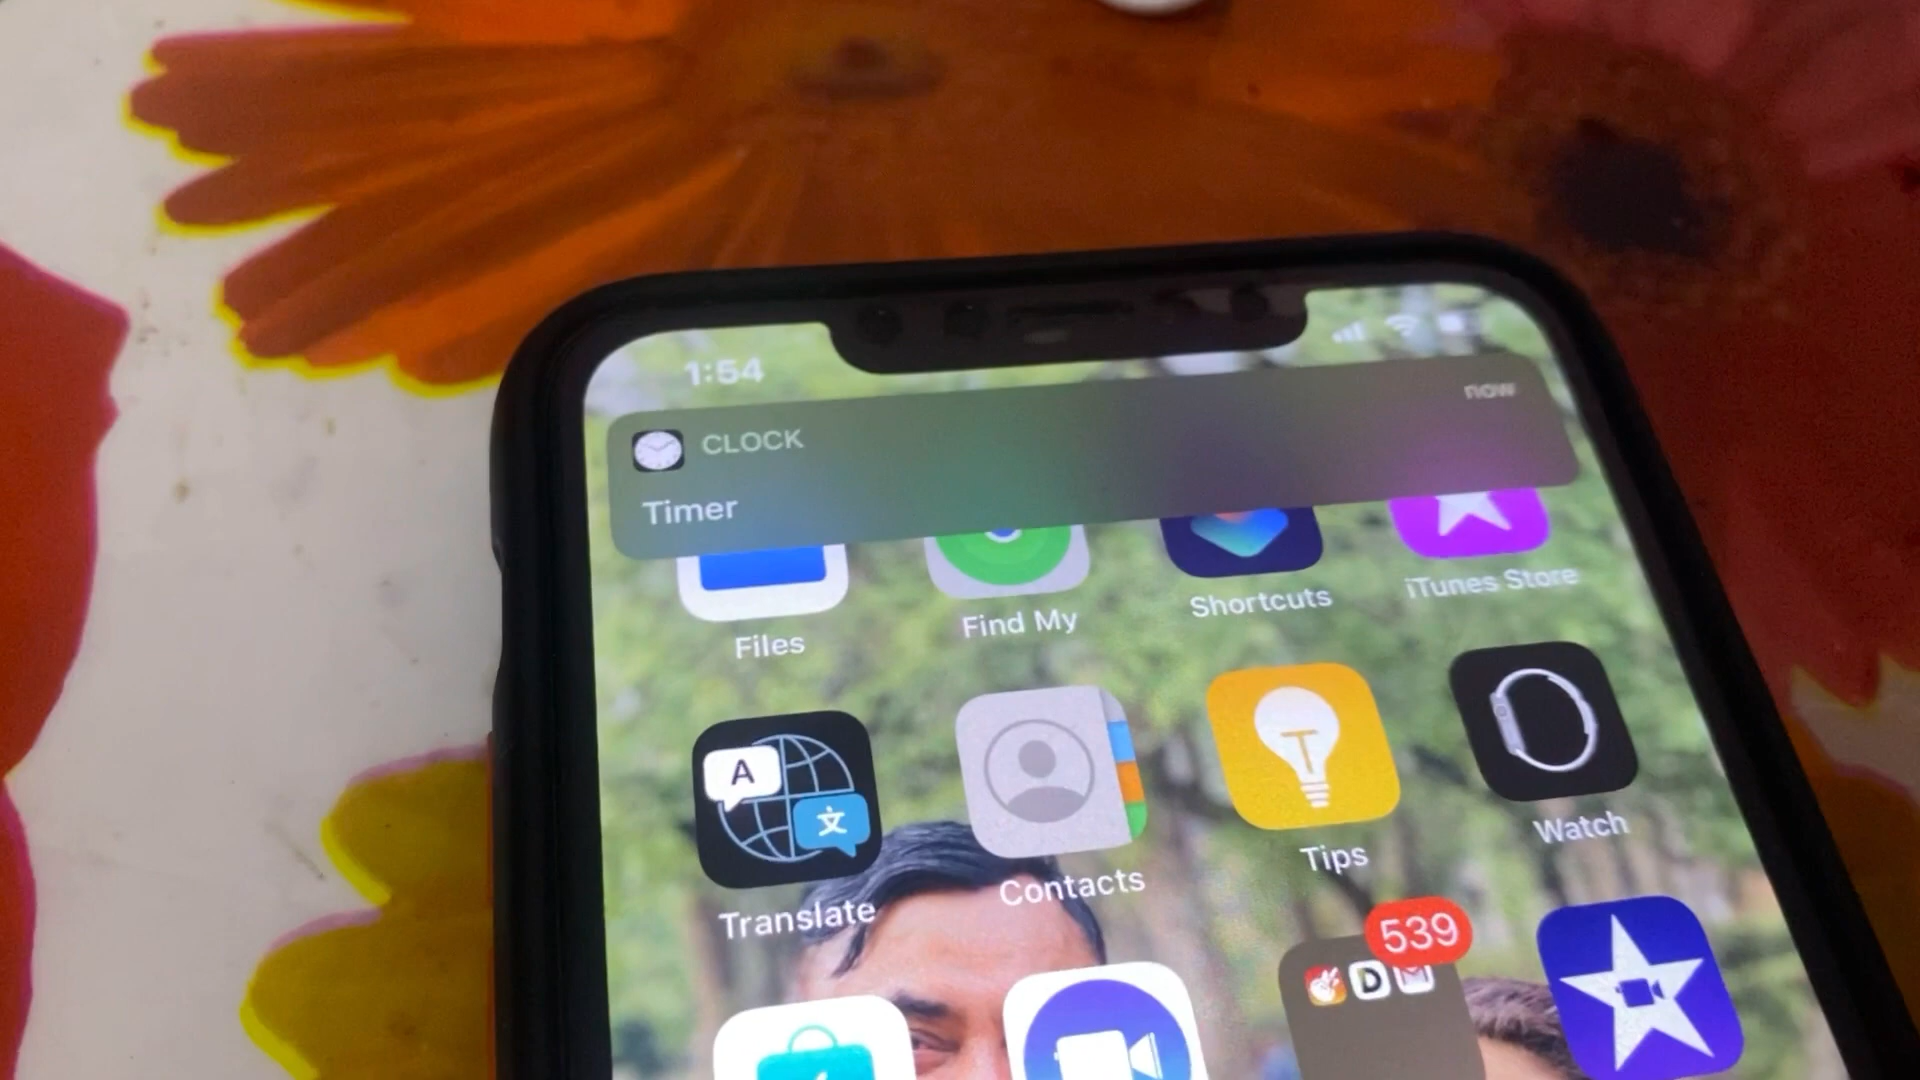 1:54
CLOCK
now
Timer
Files
Find My
Shortcuts
iTunes Store
A
文
T
Translate
Contacts
Tips
Watch
539
D